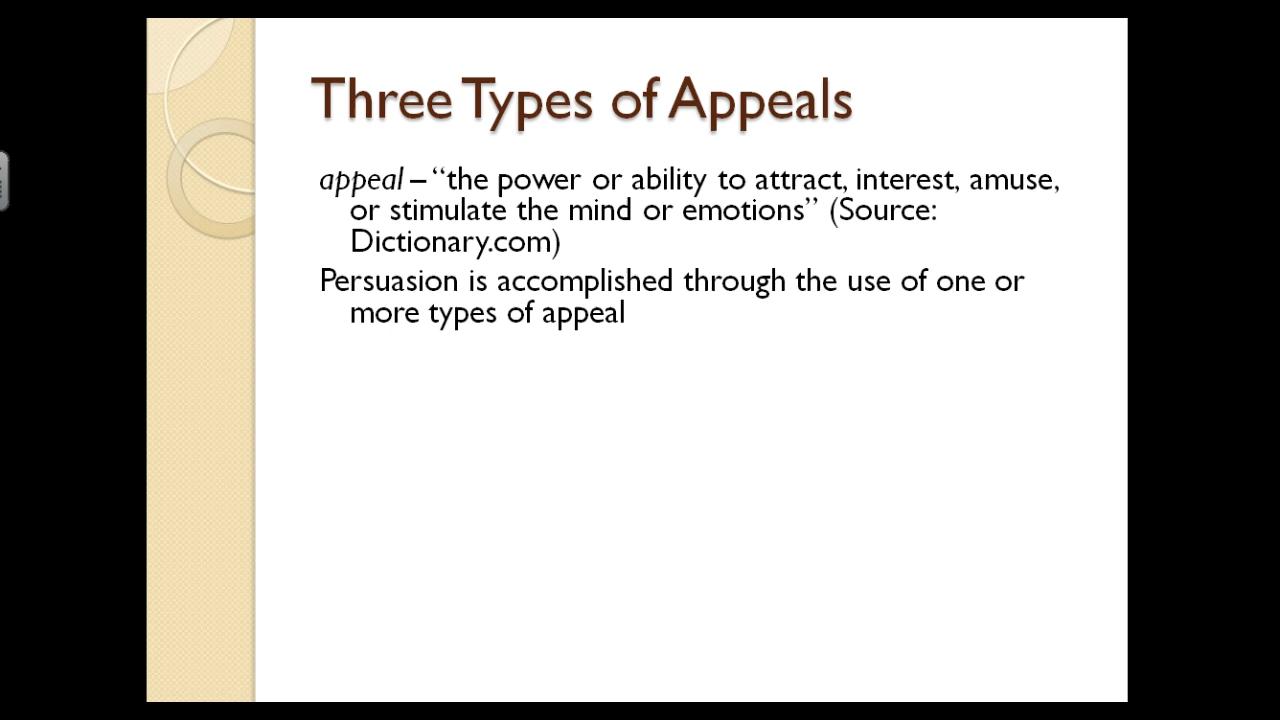 Three Types of Appeals
appeal – “the power or ability to attract, interest, amuse,
or stimulate the mind or emotions” (Source:
Dictionary.com)
Persuasion is accomplished through the use of one or
more types of appeal